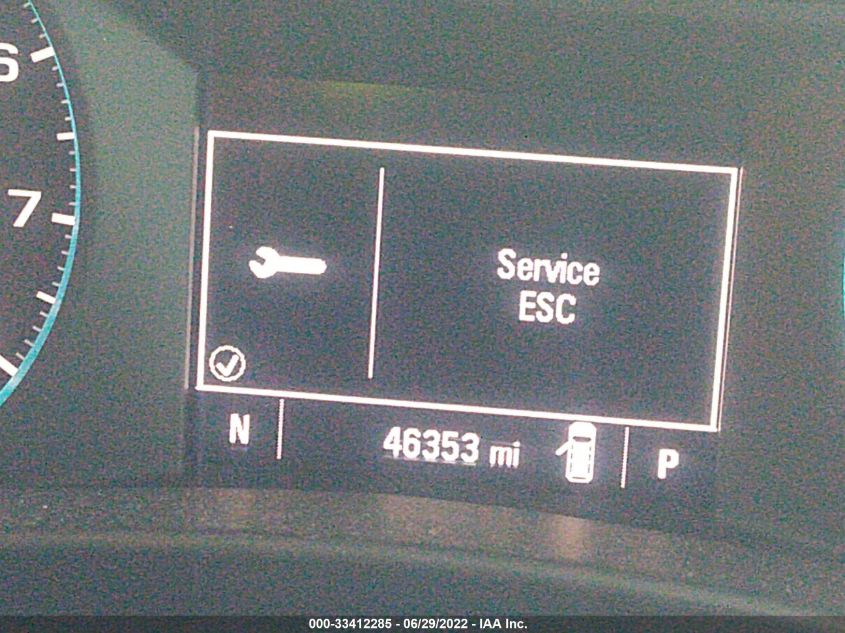 6
7
Service
ESC
N
46353 mi
P
000-33412285 - 06/29/2022 - IAA Inc.